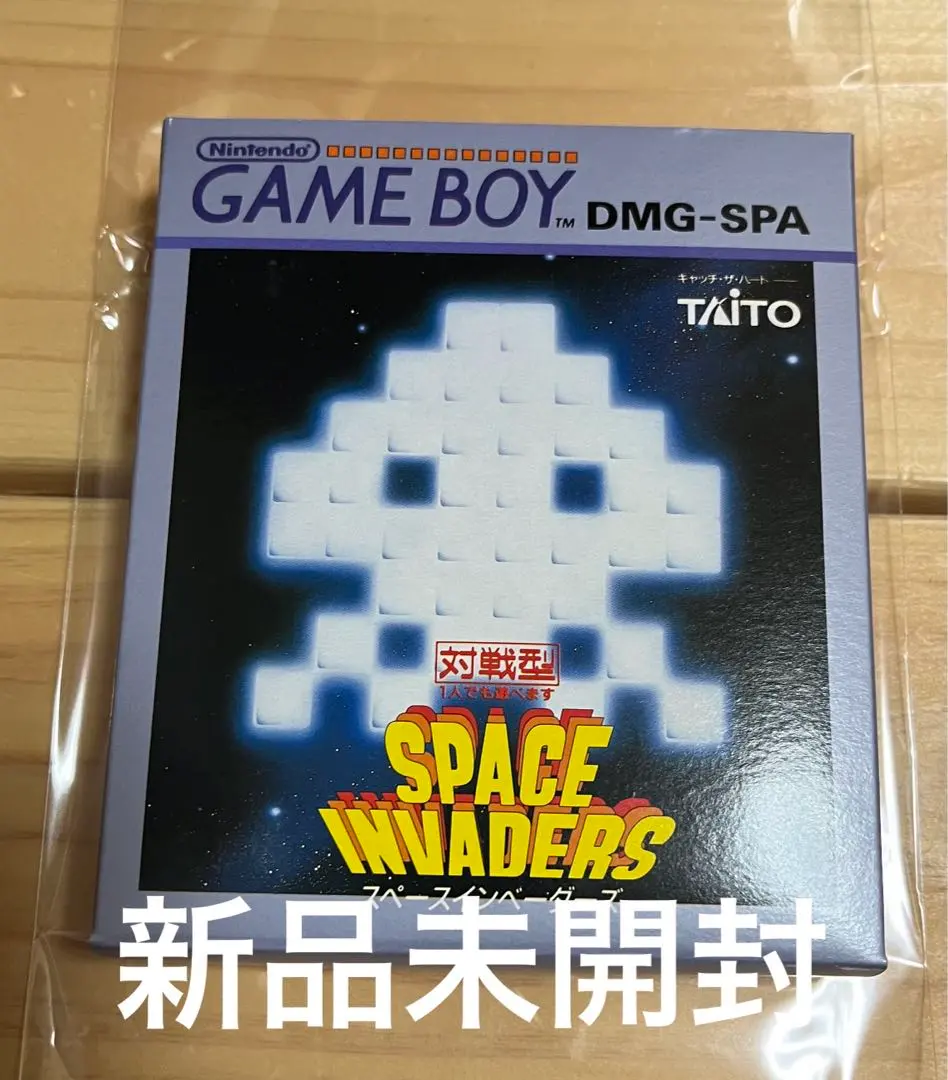 Nintendo
GAME BOY™ DMG-SPA
キャッチ・ザ・ハート
TAiTO
対戦型
1人でも遊べます
SPACE
INVADERS
スペースインベーダーズ
新品未開封